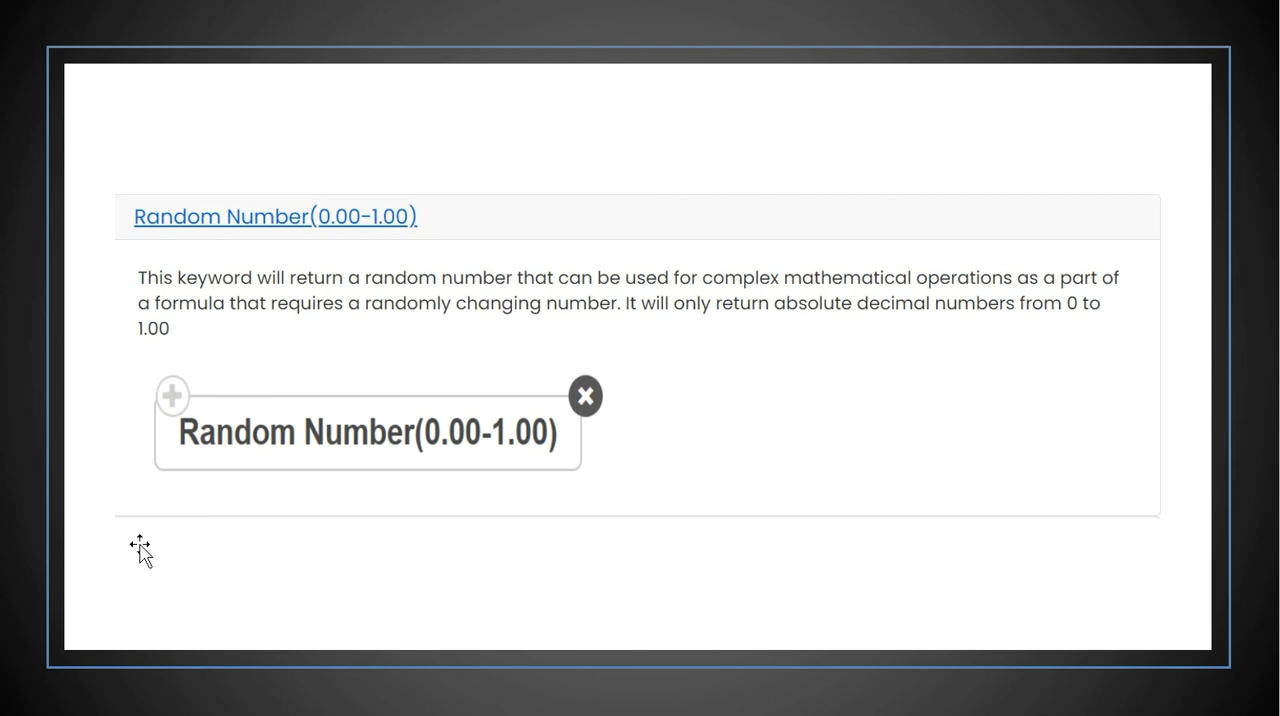 Random Number(0.00-1.00)
This keyword will return a random number that can be used for complex mathematical operations as a part of
a formula that requires a randomly changing number. It will only return absolute decimal numbers from 0 to
1.00
Random Number(0.00-1.00)